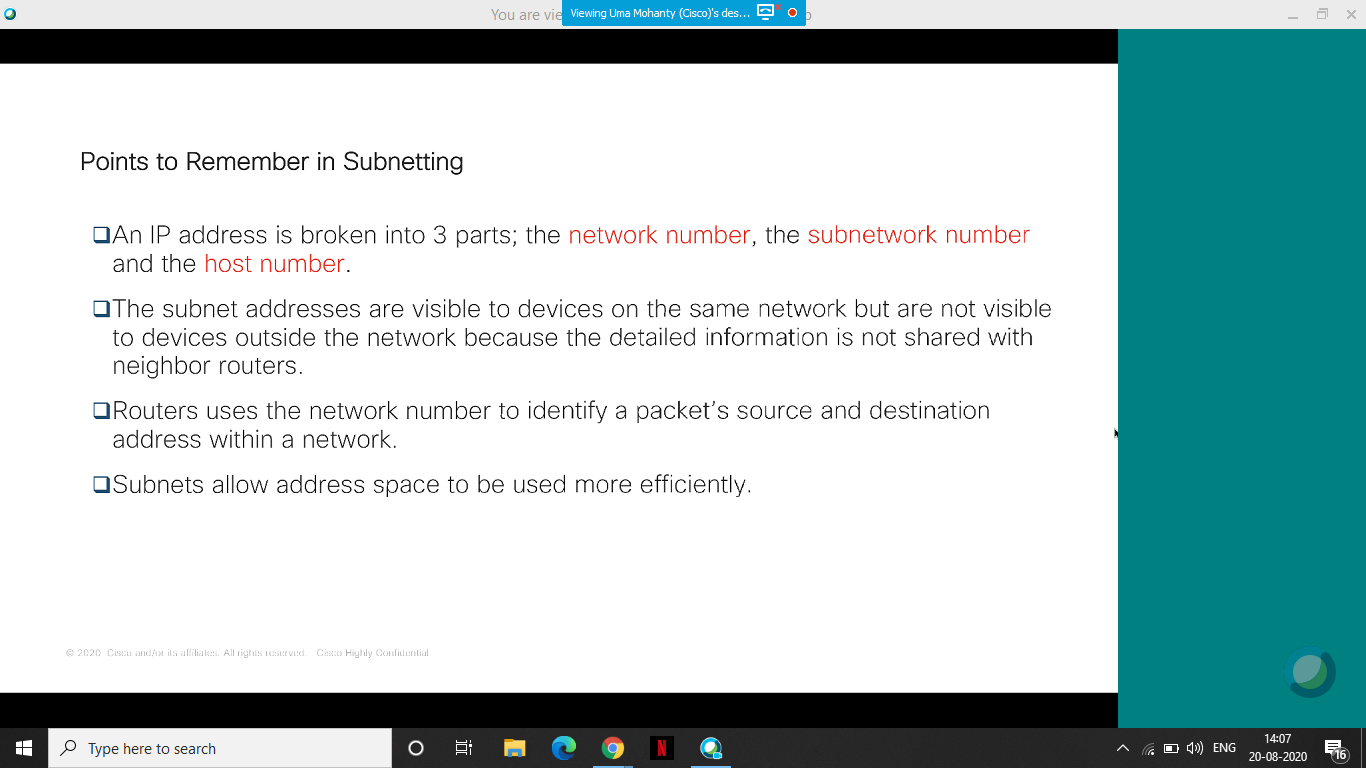 You are vie
Viewing Uma Mohanty (Cisco)'s des...
Points to Remember in Subnetting
❑An IP address is broken into 3 parts; the network number, the subnetwork number
and the host number.
❑The subnet addresses are visible to devices on the same network but are not visible
to devices outside the network because the detailed information is not shared with
neighbor routers.
❑Routers uses the network number to identify a packet's source and destination
address within a network.
❑Subnets allow address space to be used more efficiently.
© 2020 Cisco and/or its affiliates. All rights reserved. Cisco Highly Confidential
Type here to search
N
ENG
14:07
20-08-2020
16